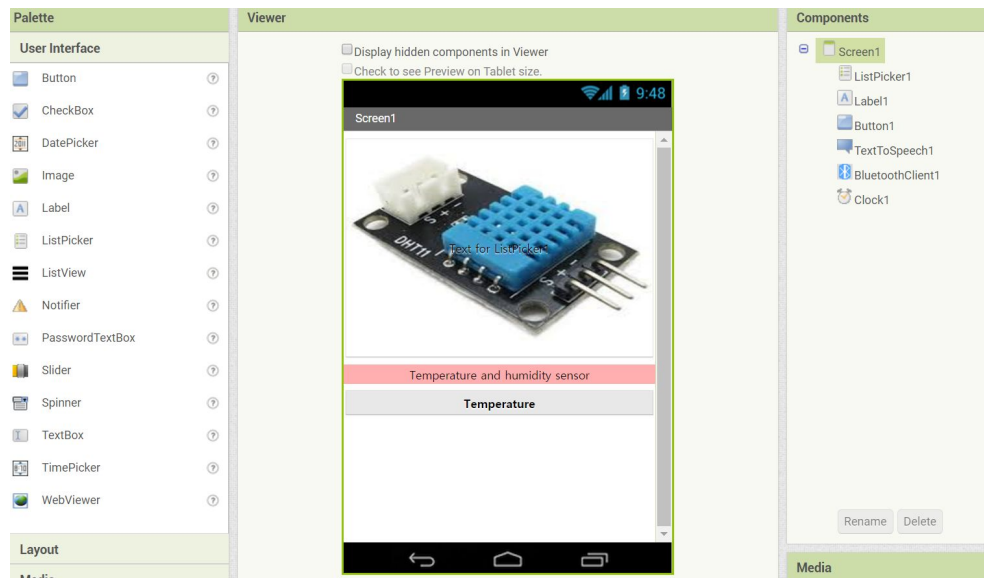 Palette
User Interface
Button
CheckBox
DatePicker
Image
Label
ListPicker
ListView
Notifier
PasswordTextBox
Slider
Spinner
TextBox
TimePicker
WebViewer
Layout
Viewer
Display hidden components in Viewer
Check to see Preview on Tablet size.
9:48
Screen1
S + -
DHT11
Text for ListPicker1
S + -
Temperature and humidity sensor
Temperature
Components
Screen1
ListPicker1
Label1
Button1
TextToSpeech1
BluetoothClient1
Clock1
Rename Delete
Media